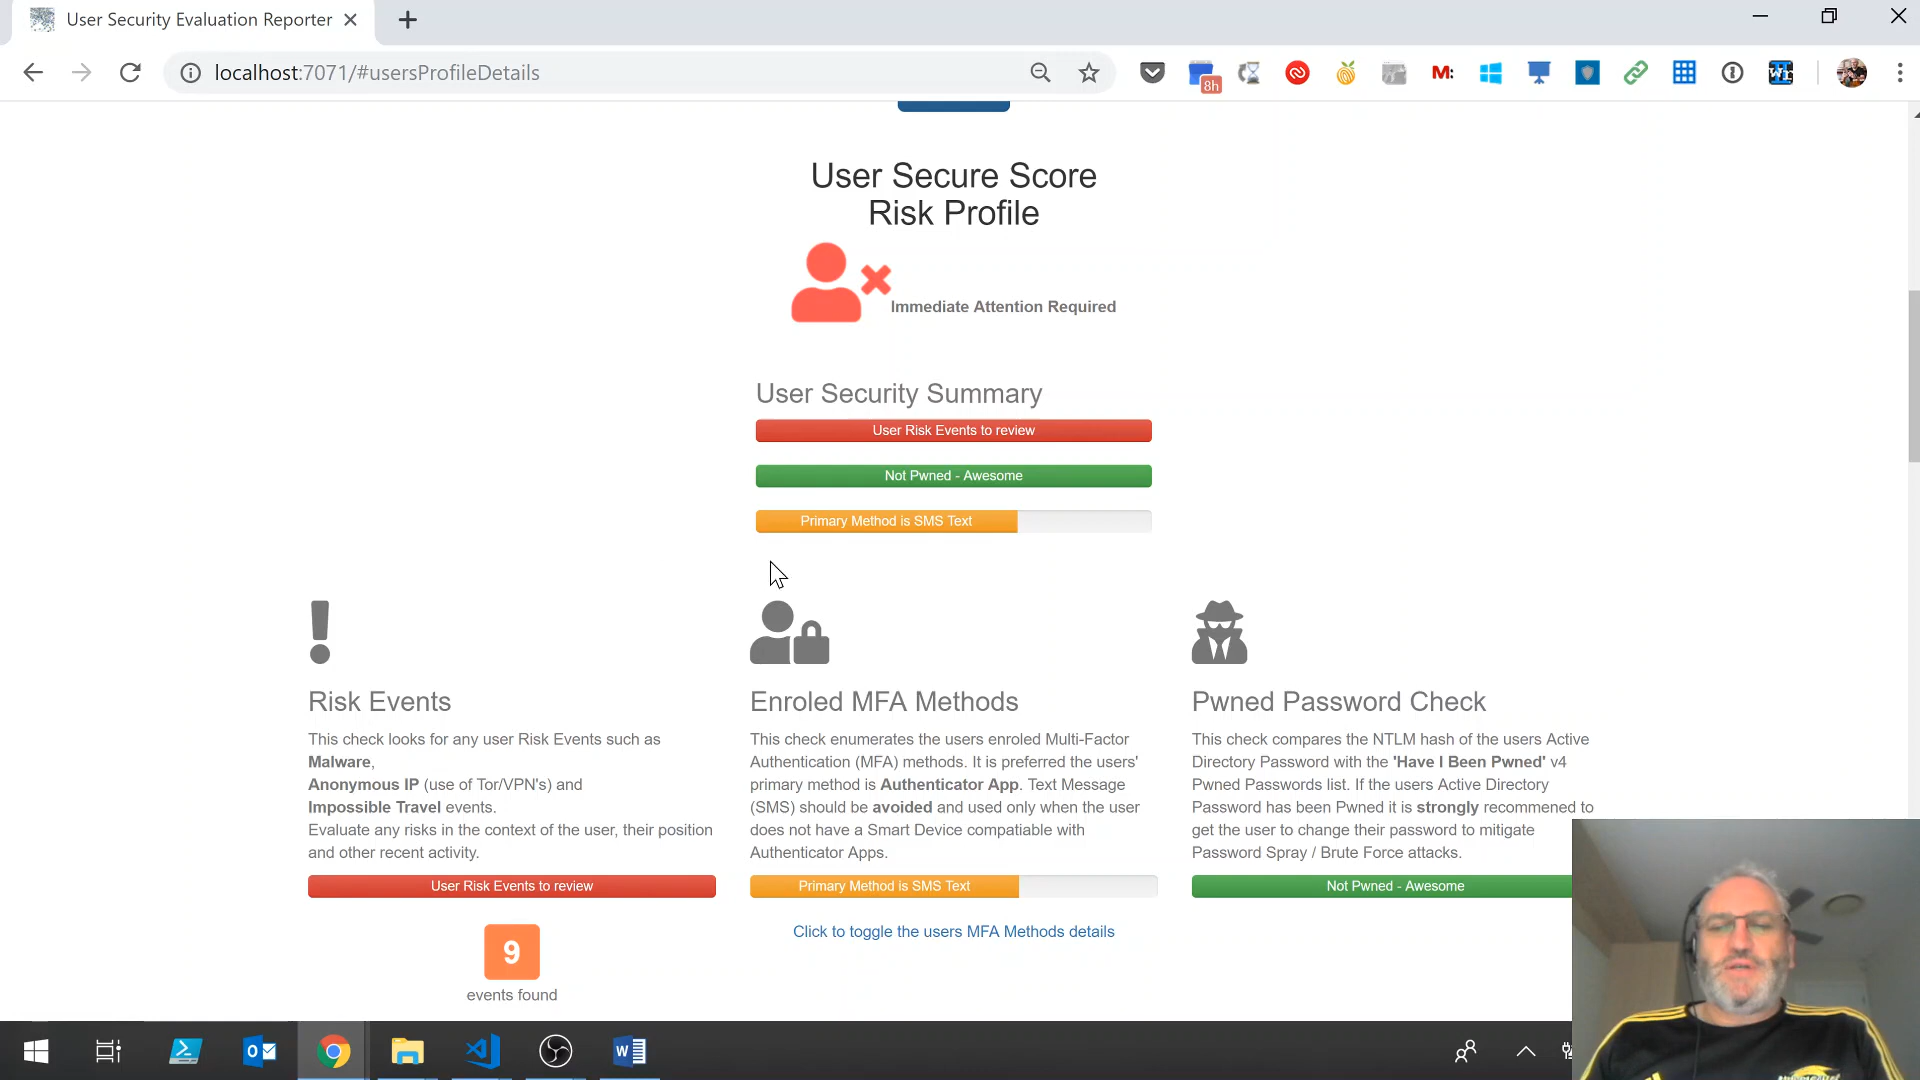 User Security Evaluation Reporter
localhost:7071/#usersProfileDetails
8h
M:
User Secure Score
Risk Profile
Immediate Attention Required
User Security Summary
User Risk Events to review
Not Pwned - Awesome
Primary Method is SMS Text
Risk Events
This check looks for any user Risk Events such as
Malware,
Anonymous IP (use of Tor/VPN's) and
Impossible Travel events.
Evaluate any risks in the context of the user, their position
and other recent activity.
User Risk Events to review
9
events found
Enroled MFA Methods
This check enumerates the users enroled Multi-Factor
Authentication (MFA) methods. It is preferred the users'
primary method is Authenticator App. Text Message
(SMS) should be avoided and used only when the user
does not have a Smart Device compatiable with
Authenticator Apps.
Primary Method is SMS Text
Click to toggle the users MFA Methods details
Pwned Password Check
This check compares the NTLM hash of the users Active
Directory Password with the 'Have I Been Pwned' v4
Pwned Passwords list. If the users Active Directory
Password has been Pwned it is strongly recommened to
get the user to change their password to mitigate
Password Spray / Brute Force attacks.
Not Pwned - Awesome